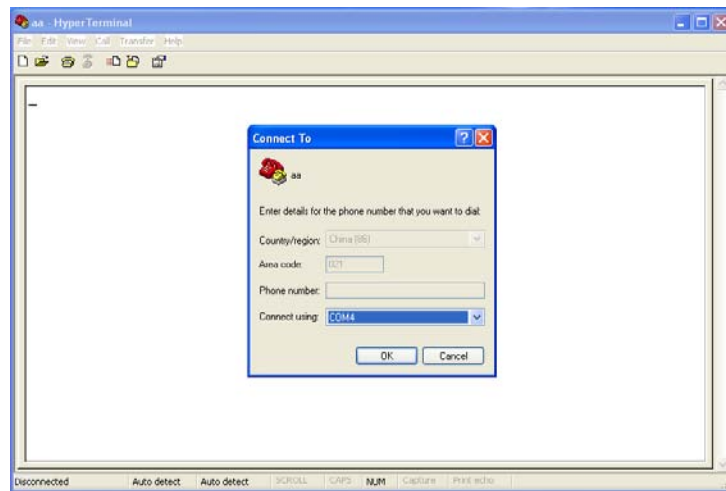 aa - HyperTerminal
File Edit View Call Transfer Help
Connect To
aa
Enter details for the phone number that you want to dial:
Country/region: China (86)
Area code: 021
Phone number:
Connect using: COM4
OK Cancel
Disconnected Auto detect Auto detect SCROLL CAPS NUM Capture Print echo